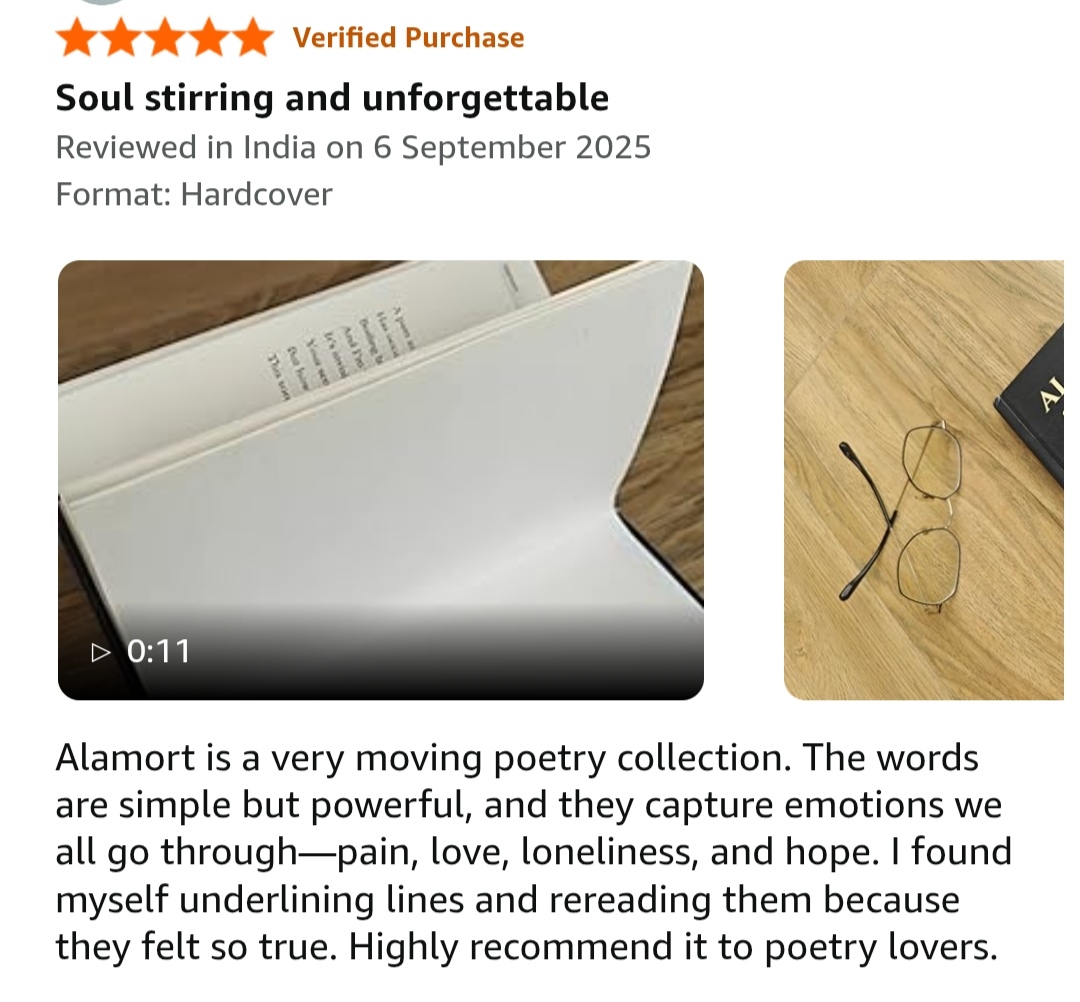 Verified Purchase
Soul stirring and unforgettable
Reviewed in India on 6 September 2025
Format: Hardcover
0:11
Alamort is a very moving poetry collection. The words
are simple but powerful, and they capture emotions we
all go through—pain, love, loneliness, and hope. I found
myself underlining lines and rereading them because
they felt so true. Highly recommend it to poetry lovers.